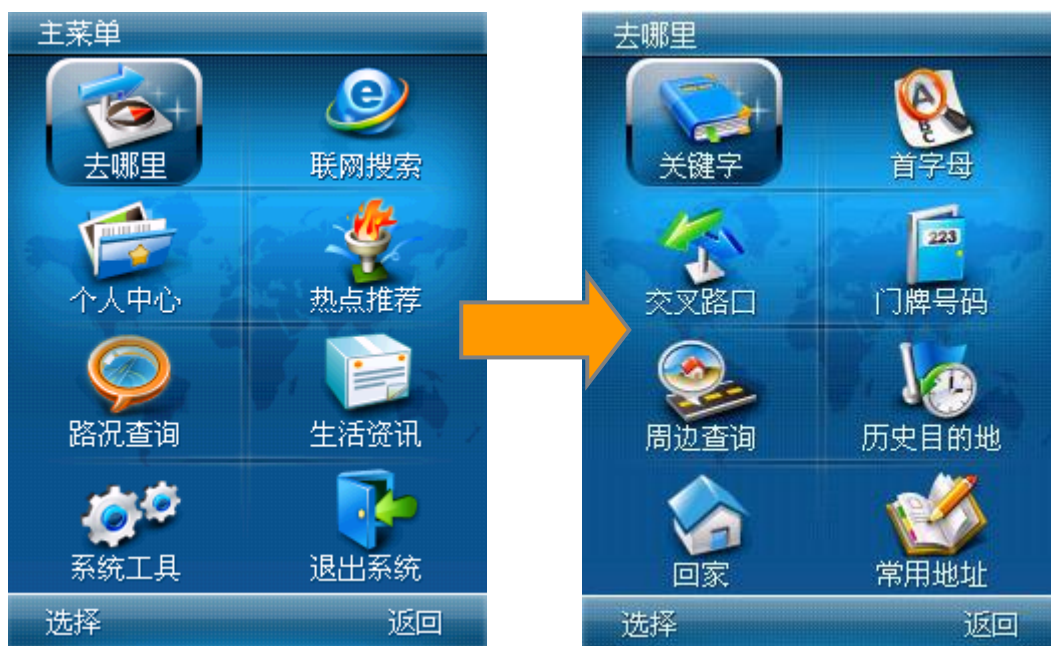 主菜单
去哪里
联网搜索
个人中心
热点推荐
路况查询
生活资讯
系统工具
退出系统
选择
返回
去哪里
关键字
A
B
C
首字母
交叉路口
223
门牌号码
周边查询
历史目的地
回家
常用地址
选择
返回